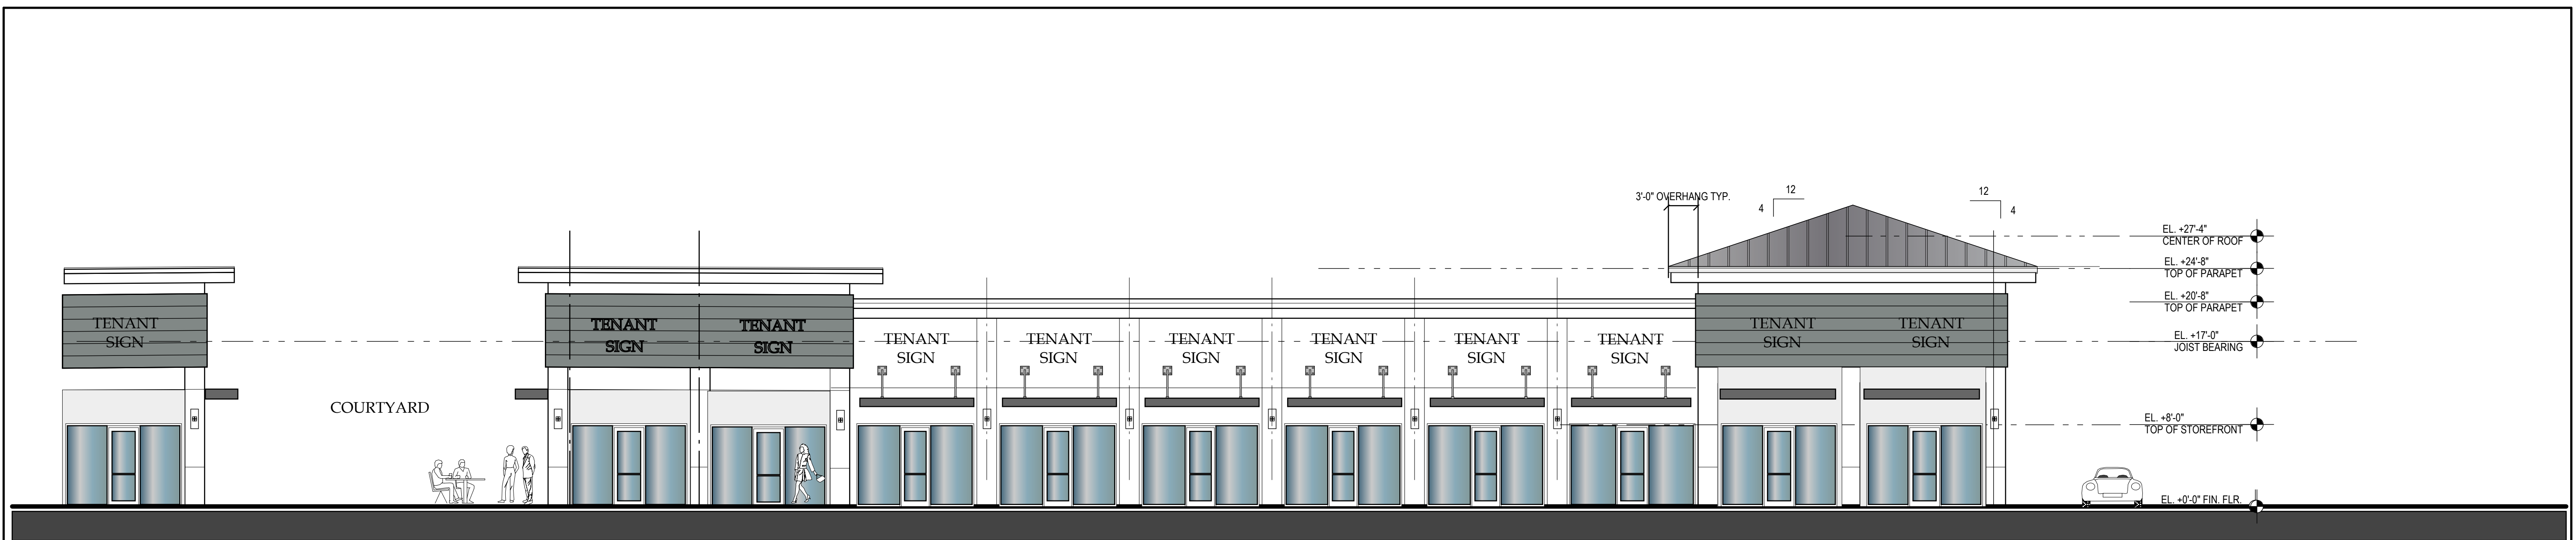 12
12
3'-0" OVERHANG TYP.
4
4
EL. +27'-4"
CENTER OF ROOF
EL. +24'-8"
TOP OF PARAPET
EL. +20'-8"
TOP OF PARAPET
TENANT
SIGN
TENANT
SIGN
TENANT
SIGN
TENANT
SIGN
TENANT
SIGN
TENANT
SIGN
TENANT
SIGN
TENANT
SIGN
TENANT
SIGN
TENANT
SIGN
TENANT
SIGN
EL. +17'-0"
JOIST BEARING
COURTYARD
EL. +8'-0"
TOP OF STOREFRONT
EL. +0'-0" FIN. FLR.